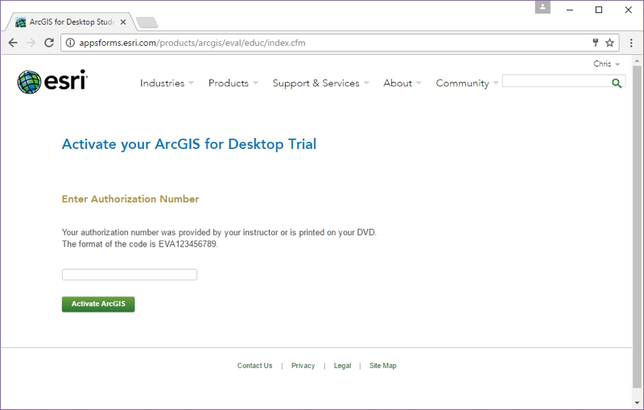 ArcGIS for Desktop Stude
appsforms.esri.com/products/arcgis/eval/educ/index.cfm
Chris
esri
Industries Products Support & Services About Community
Activate your ArcGIS for Desktop Trial
Enter Authorization Number
Your authorization number was provided by your instructor or is printed on your DVD.
The format of the code is EVA123456789.
Activate ArcGIS
Contact Us | Privacy | Legal | Site Map